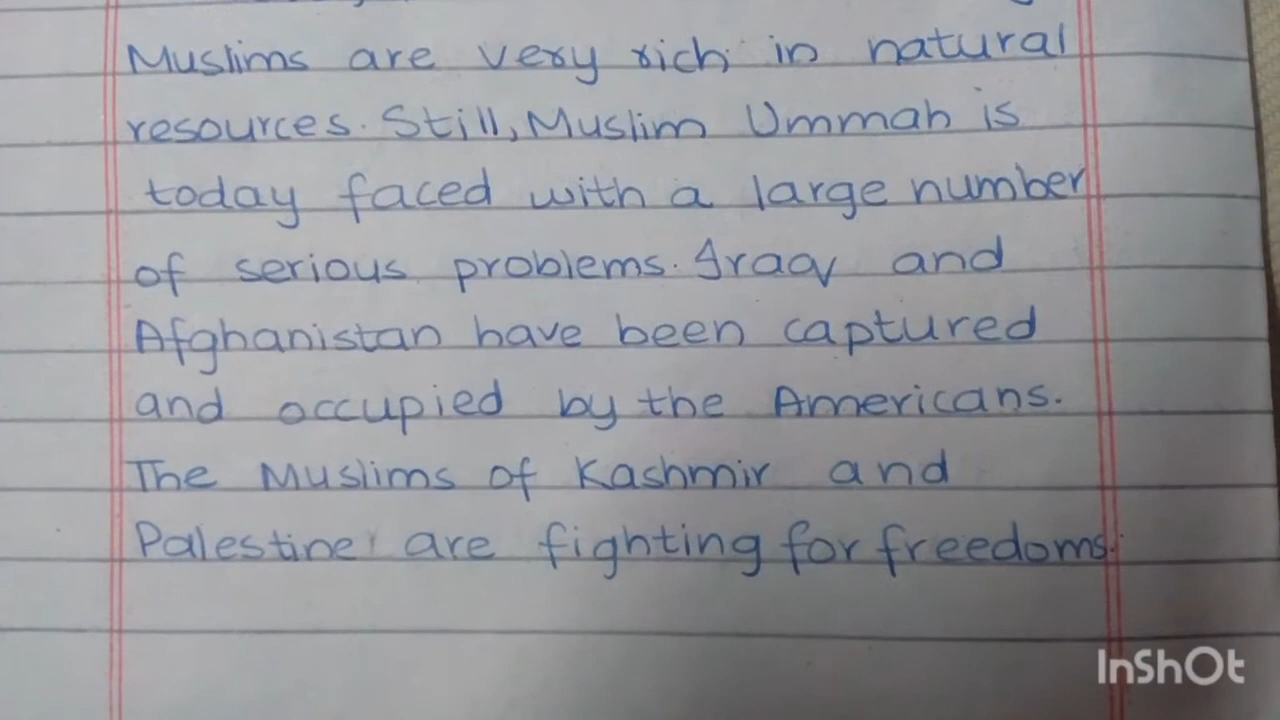 Muslims are very rich in natural
resources. Still, Muslim Ummah is
today faced with a large number
of serious problems. Iraq and
Afghanistan have been captured
and occupied by the Americans.
The Muslims of Kashmir and
Palestine are fighting for freedoms.
InShOt